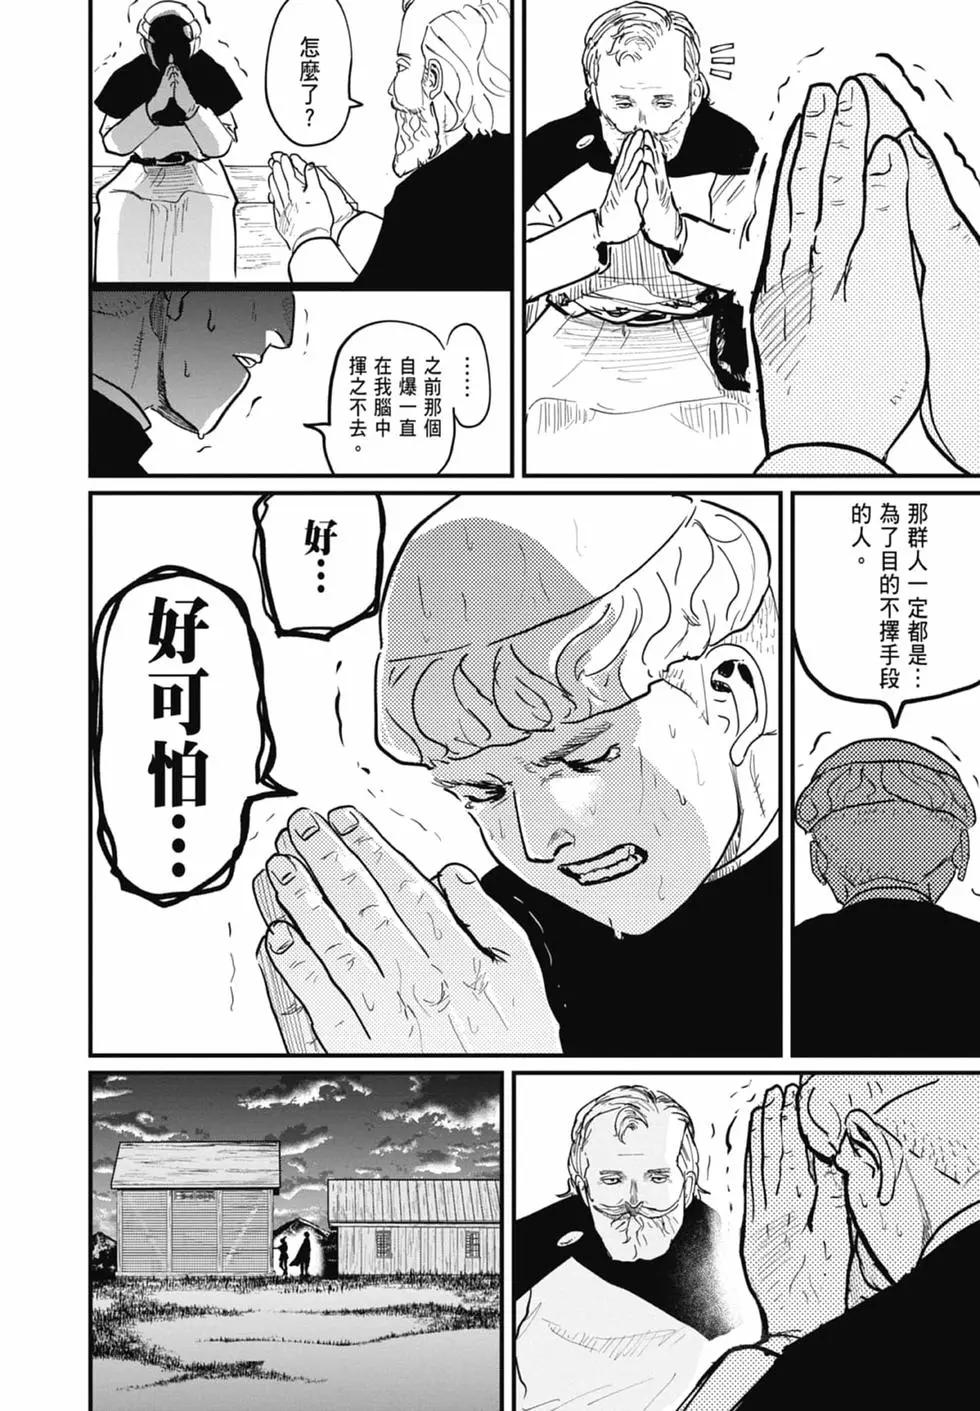 怎麼了?
……
之前那個
自爆一直
在我腦中
揮之不去。
那群人一定都是…
為了目的不擇手段
的人。
好…
好可怕…